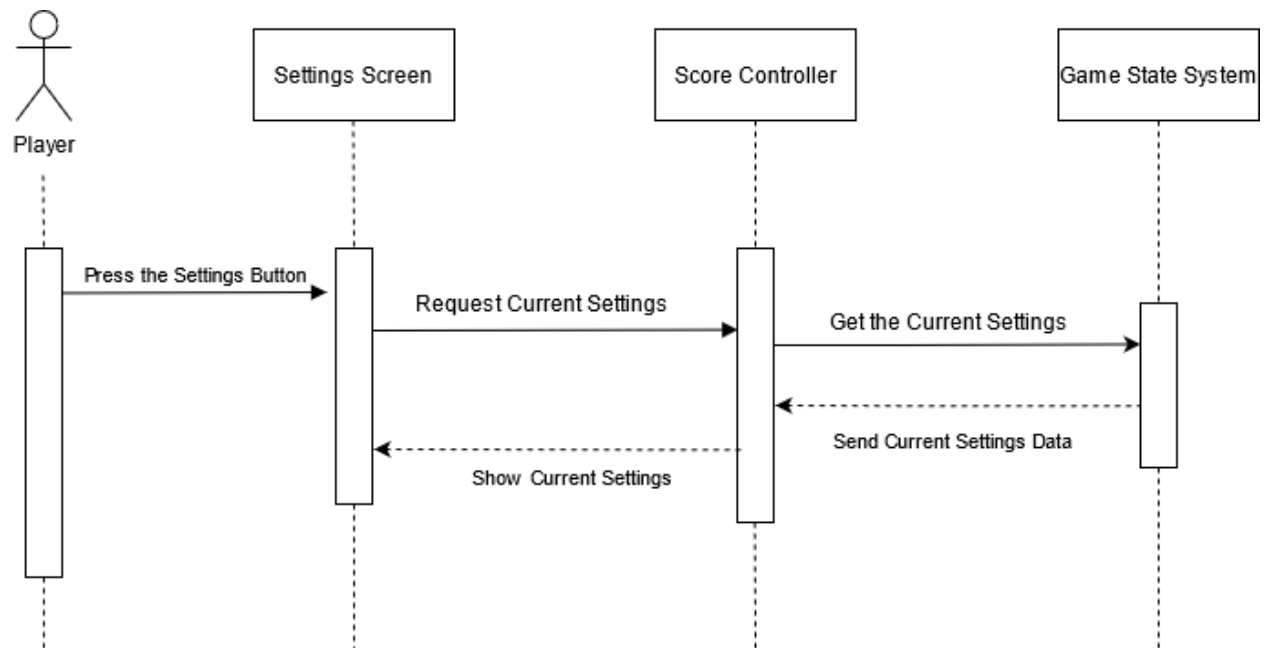 Settings Screen
Score Controller
Game State System
Player
Press the Settings Button
Request Current Settings
Get the Current Settings
Send Current Settings Data
Show Current Settings